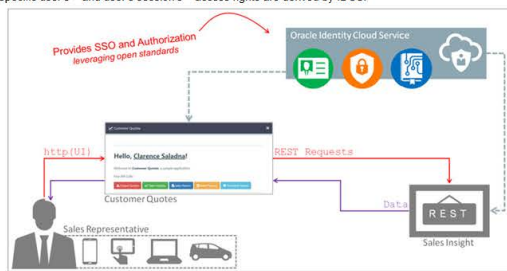 Provides SSO and Authorization
leveraging open standards
Oracle Identity Cloud Service
Customer Quotes
Hello, Clarence Saladna!
http(UI)
REST Requests
Customer Quotes
Data
REST
Sales Insight
Sales Representative